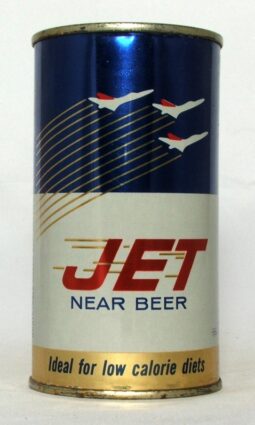 JET
NEAR BEER
Ideal for low calorie diets